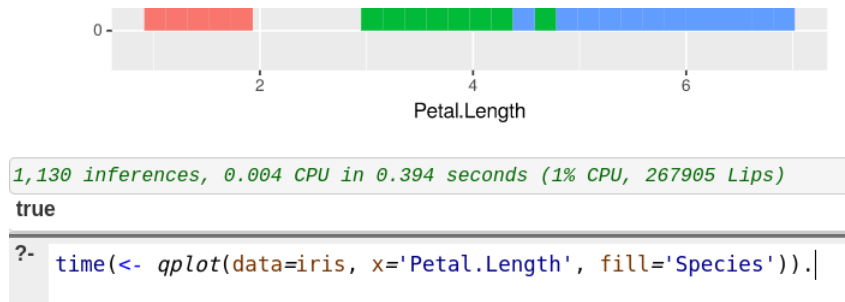 0
2 4 6
Petal.Length
1,130 inferences, 0.004 CPU in 0.394 seconds (1% CPU, 267905 Lips)
true
?- time(<- qplot(data=iris, x='Petal.Length', fill='Species')).